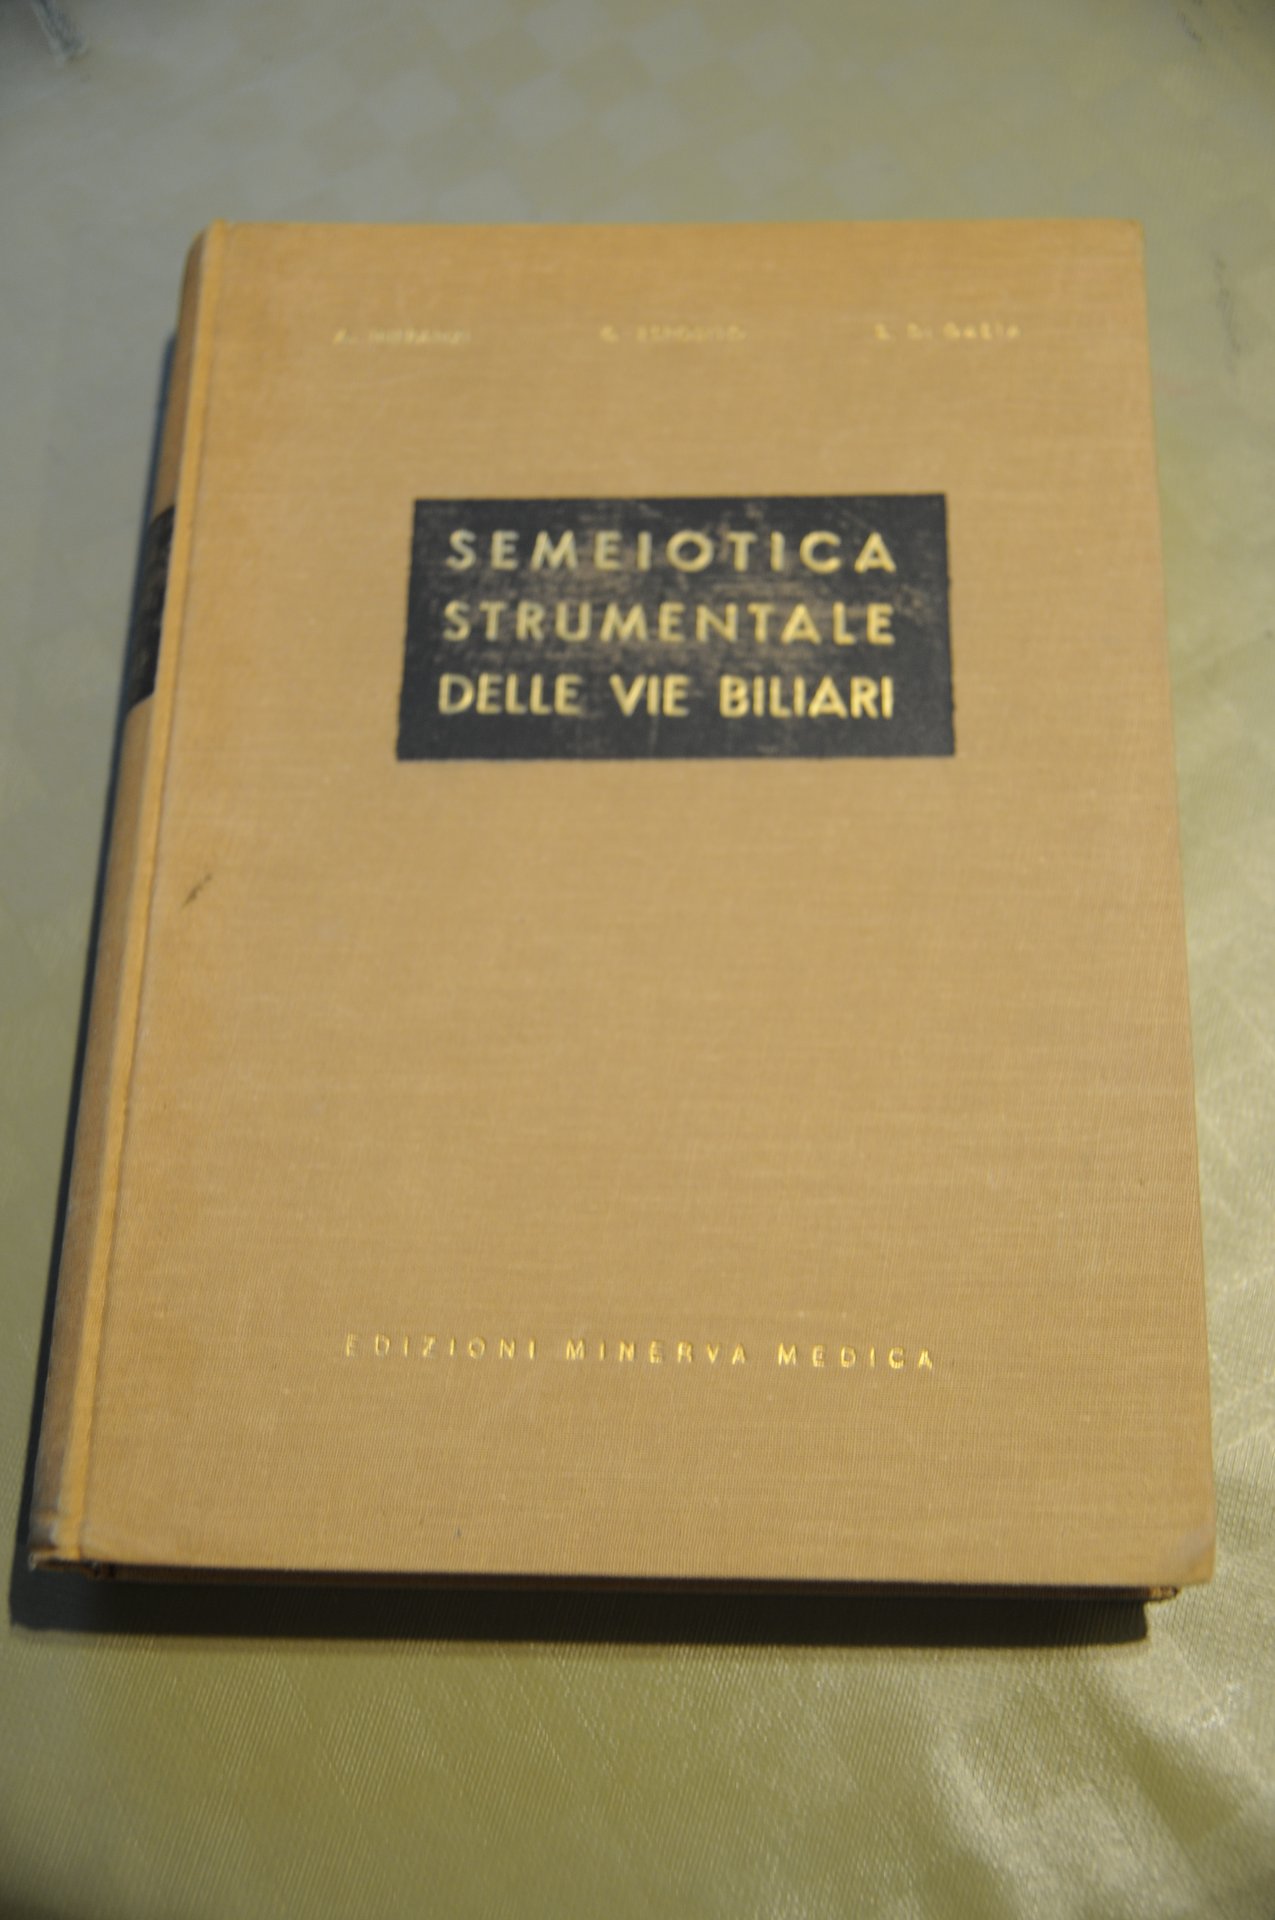 SEMEIOTICA
STRUMENTALE
DELLE VIE BILIARI
EDIZIONI MINERVA MEDICA